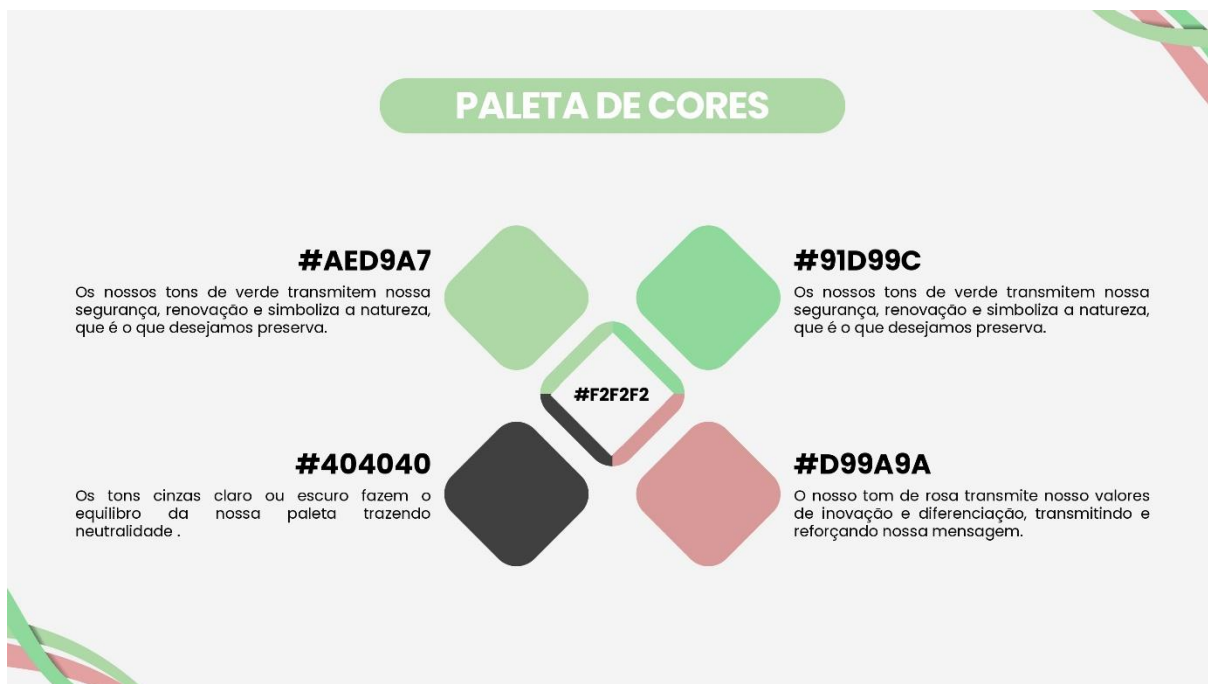 PALETA DE CORES
#AED9A7
Os nossos tons de verde transmitem nossa
segurança, renovação e simboliza a natureza,
que é o que desejamos preserva.
#91D99C
Os nossos tons de verde transmitem nossa
segurança, renovação e simboliza a natureza,
que é o que desejamos preserva.
#F2F2F2
#404040
Os tons cinzas claro ou escuro fazem o
equilibro da nossa paleta trazendo
neutralidade .
#D99A9A
O nosso tom de rosa transmite nosso valores
de inovação e diferenciação, transmitindo e
reforçando nossa mensagem.